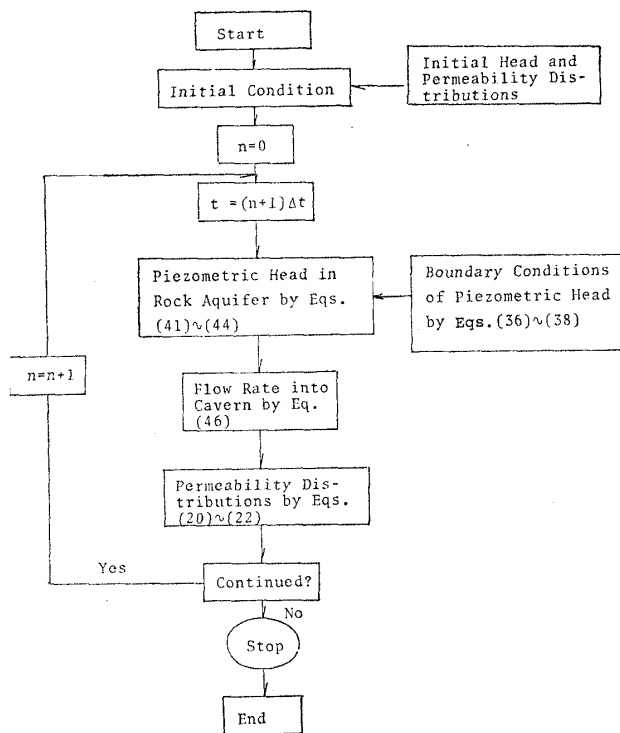 Start
Initial Condition
Initial Head and
Permeability Dis-
tributions
n=0
t =(n+1)Δt
Piezometric Head in
Rock Aquifer by Eqs.
(41)~(44)
Boundary Conditions
of Piezometric Head
by Eqs.(36)~(38)
n=n+1
Flow Rate into
Cavern by Eq.
(46)
Permeability Dis-
tributions by Eqs.
(20)~(22)
Yes
Continued?
No
Stop
End